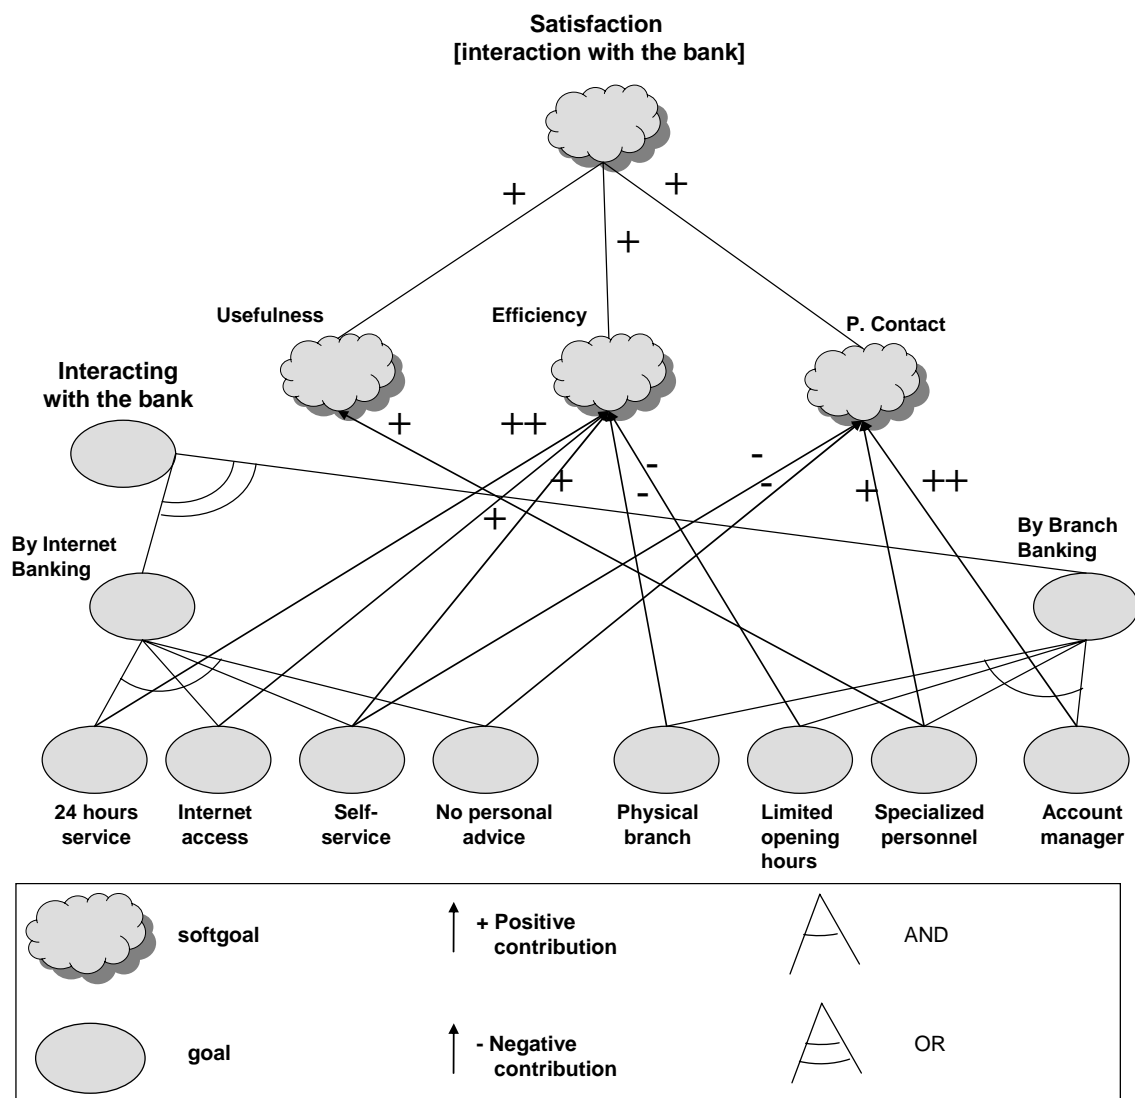 Satisfaction
[interaction with the bank]
+
+
+
Usefulness
Efficiency
P. Contact
Interacting
with the bank
+
++
-
-
+
-
-
+
++
+
By Internet
Banking
By Branch
Banking
24 hours
service
Internet
access
Self-
service
No personal
advice
Physical
branch
Limited
opening
hours
Specialized
personnel
Account
manager
softgoal
+ Positive
contribution
AND
goal
- Negative
contribution
OR